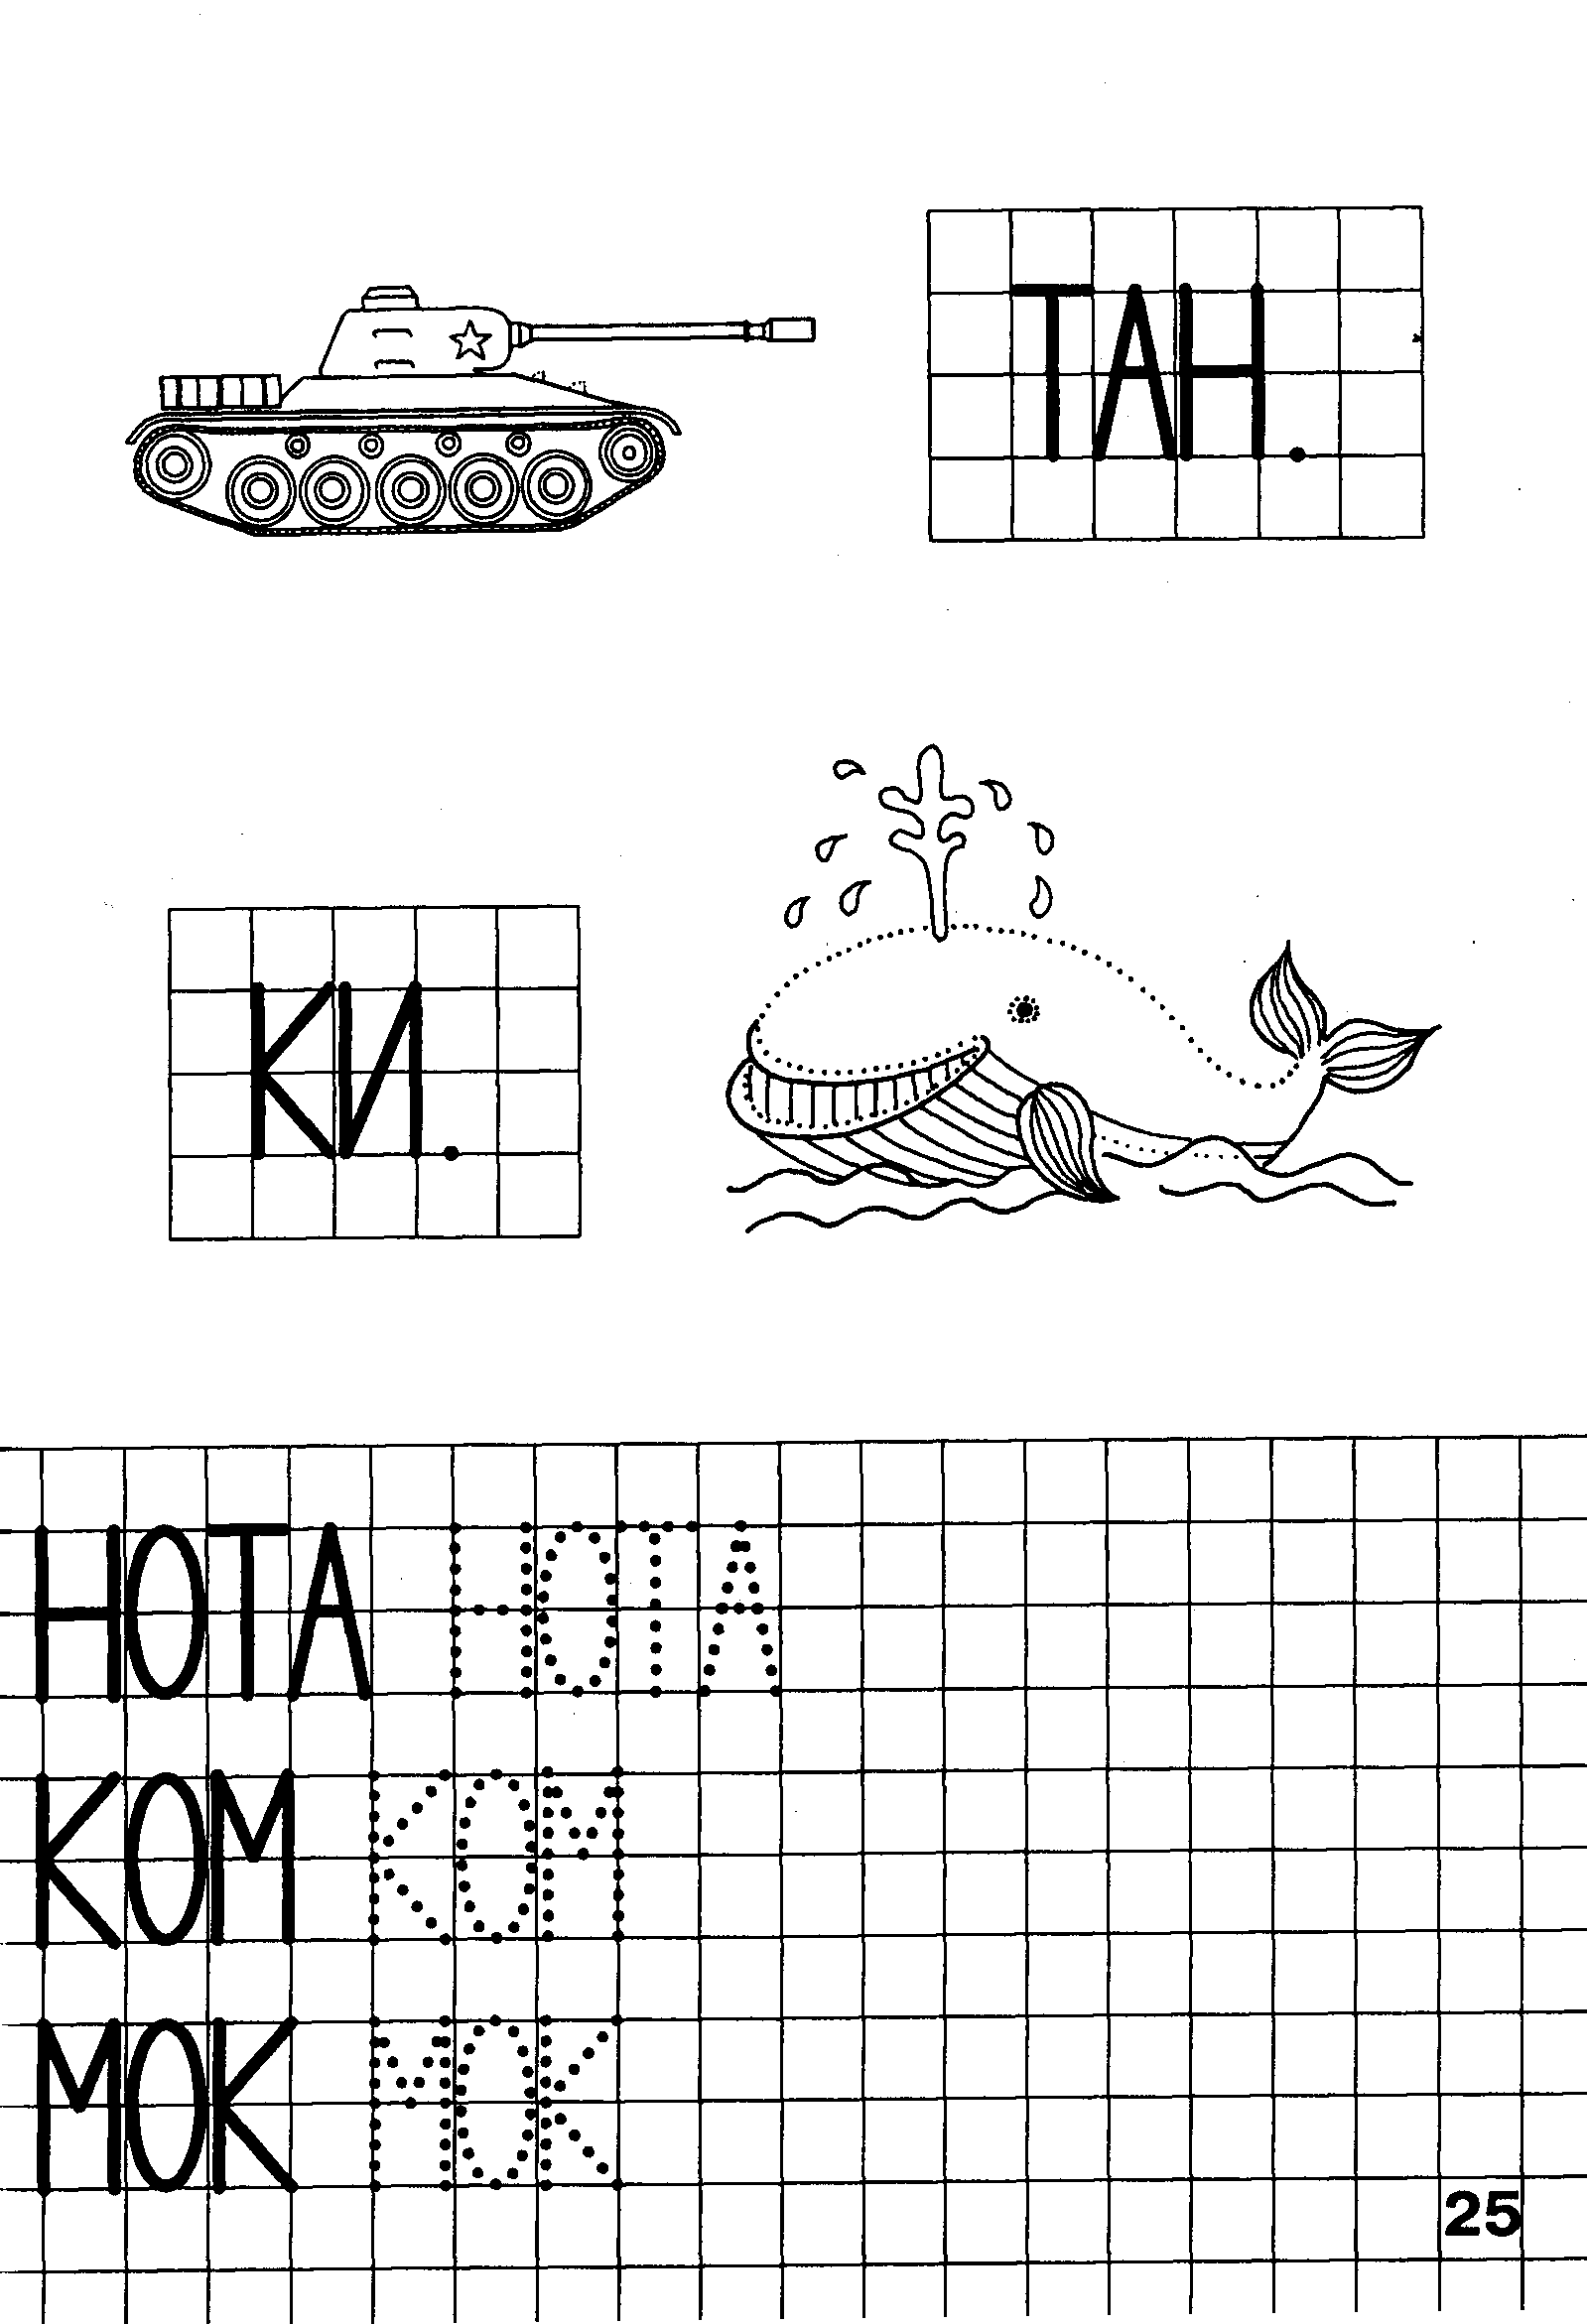 ТАН.
КИ.
НОТА НОТА
КОМ КОМ
МОК МОК
25